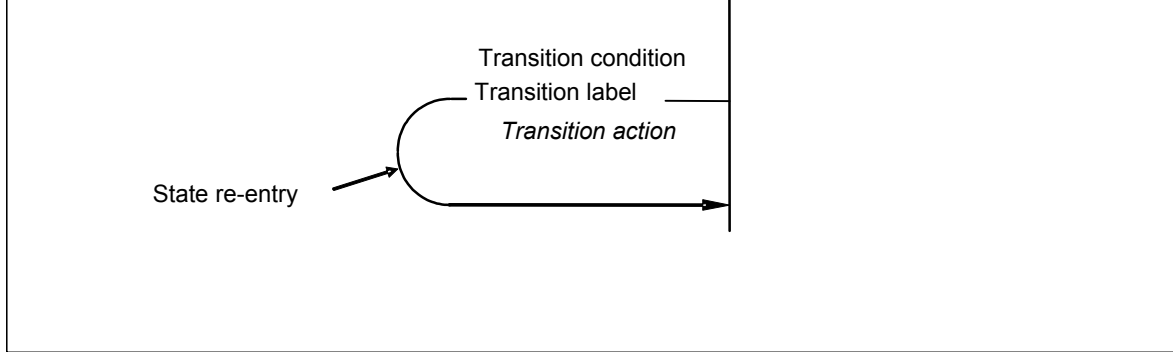 Transition condition
Transition label
Transition action
State re-entry